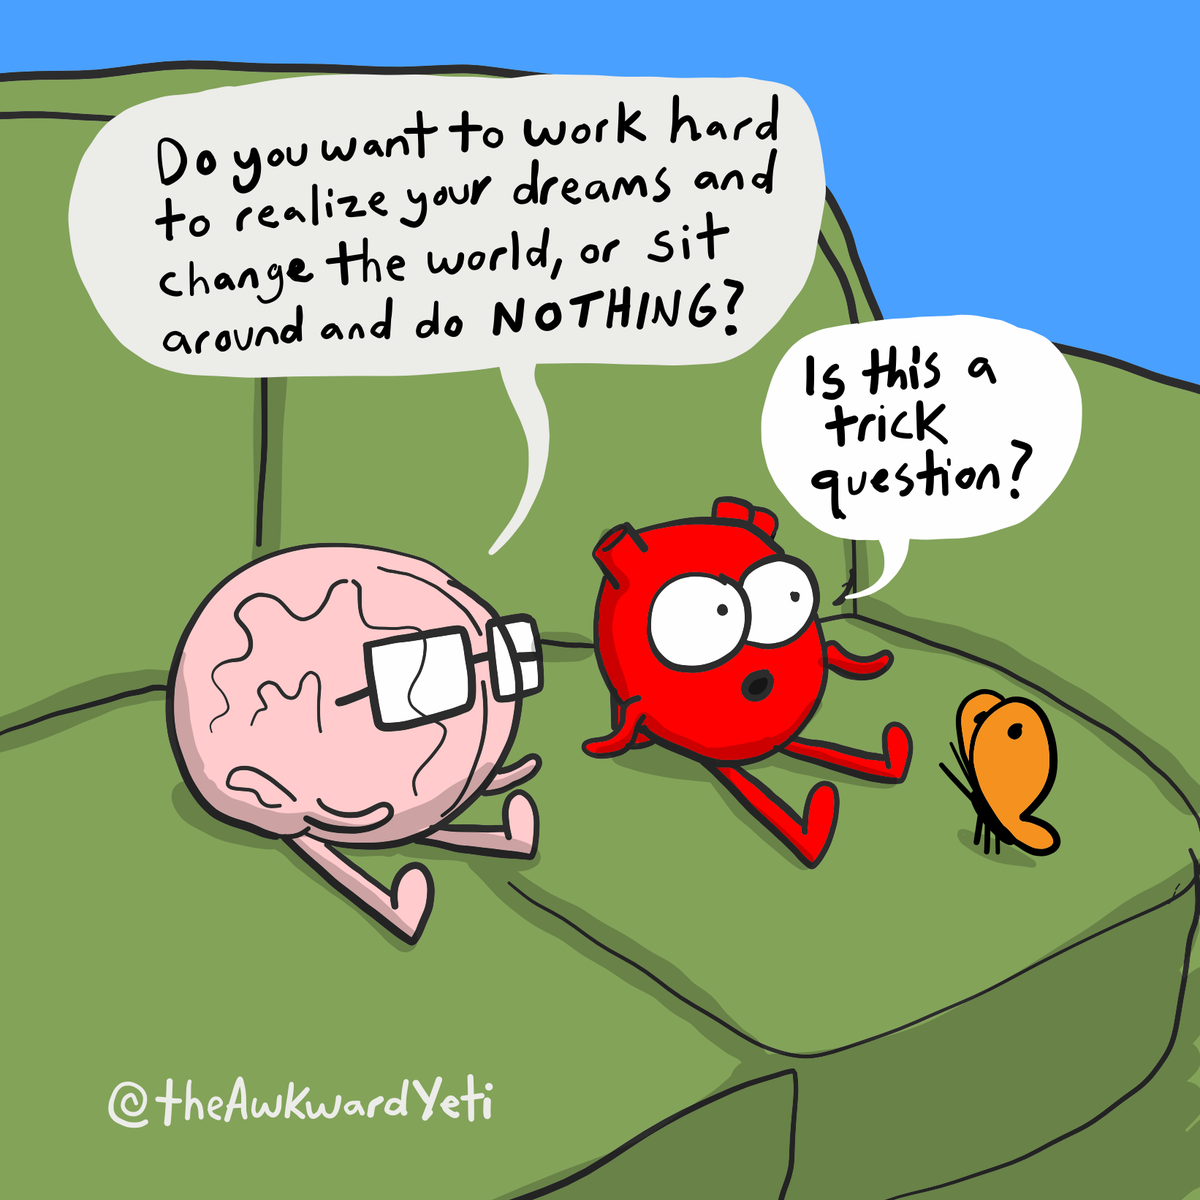 Do you want to work hard
to realize your dreams and
change the world, or sit
around and do NOTHING?
Is this a
trick
question?
@theAwkwardYeti